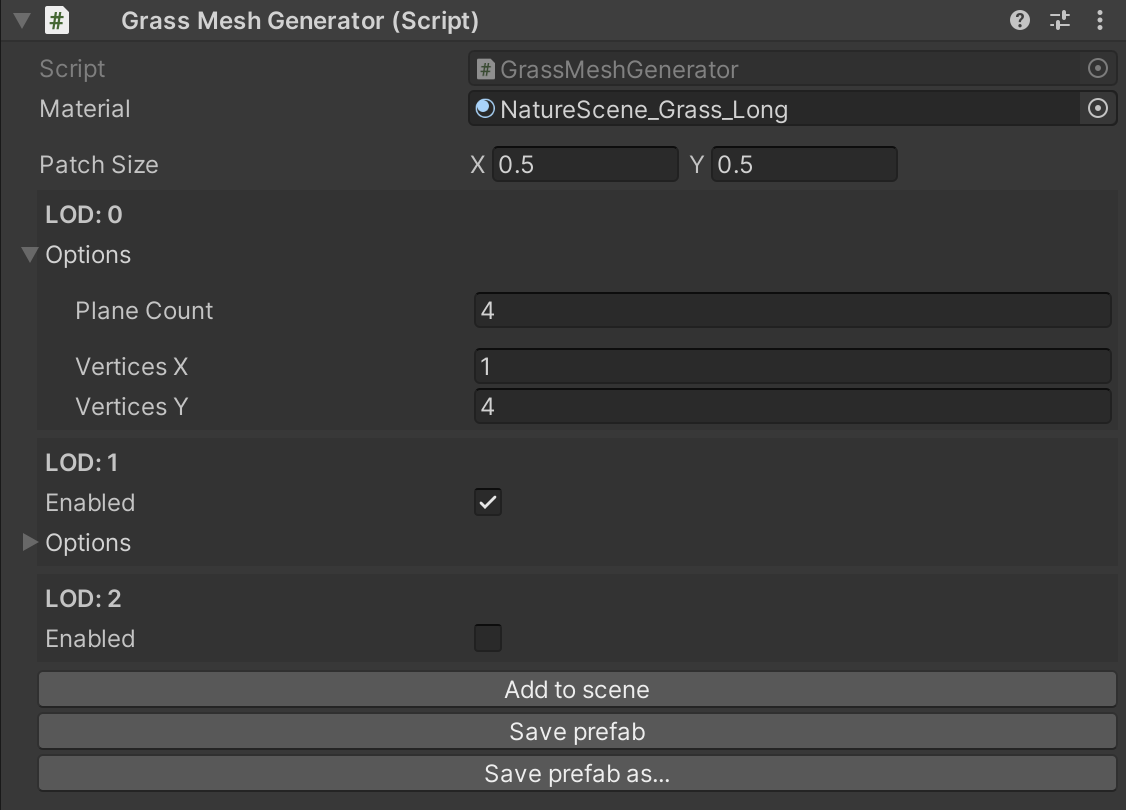 # Grass Mesh Generator (Script)
Script # GrassMeshGenerator
Material NatureScene_Grass_Long
Patch Size X 0.5 Y 0.5
LOD: 0
Options
Plane Count 4
Vertices X 1
Vertices Y 4
LOD: 1
Enabled
Options
LOD: 2
Enabled
Add to scene
Save prefab
Save prefab as...